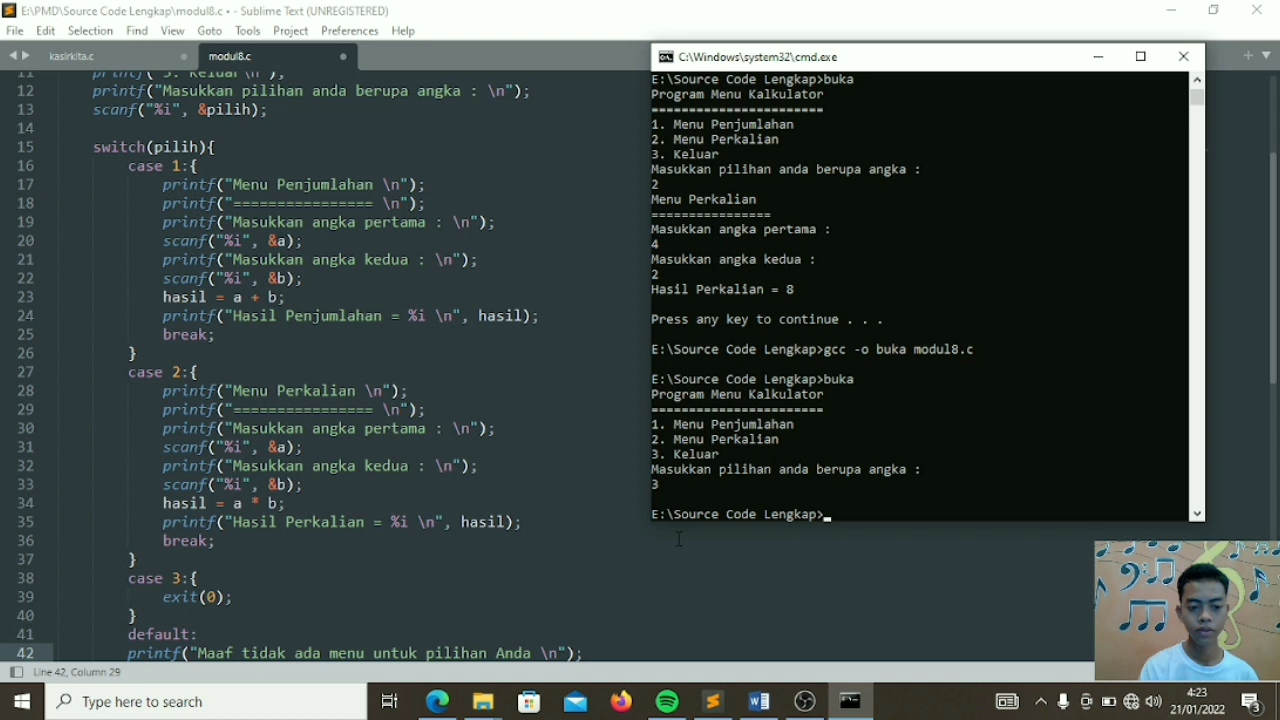 E:\PMD\Source Code Lengkap\modul8.c • - Sublime Text (UNREGISTERED)
File Edit Selection Find View Goto Tools Project Preferences Help
kasirkita.c
modul8.c
11 printf("3. Keluar \n");
12 printf("Masukkan pilihan anda berupa angka : \n");
13 scanf("%i", &pilih);
14
15 switch(pilih){
16 case 1:{
17 printf("Menu Penjumlahan \n");
18 printf("================ \n");
19 printf("Masukkan angka pertama : \n");
20 scanf("%i", &a);
21 printf("Masukkan angka kedua : \n");
22 scanf("%i", &b);
23 hasil = a + b;
24 printf("Hasil Penjumlahan = %i \n", hasil);
25 break;
26 }
27 case 2:{
28 printf("Menu Perkalian \n");
29 printf("================ \n");
30 printf("Masukkan angka pertama : \n");
31 scanf("%i", &a);
32 printf("Masukkan angka kedua : \n");
33 scanf("%i", &b);
34 hasil = a * b;
35 printf("Hasil Perkalian = %i \n", hasil);
36 break;
37 }
38 case 3:{
39 exit(0);
40 }
41 default:
42 printf("Maaf tidak ada menu untuk pilihan Anda \n");
Line 42, Column 29
C:\Windows\system32\cmd.exe
E:\Source Code Lengkap>buka
Program Menu Kalkulator
=======================
1. Menu Penjumlahan
2. Menu Perkalian
3. Keluar
Masukkan pilihan anda berupa angka :
2
Menu Perkalian
================
Masukkan angka pertama :
4
Masukkan angka kedua :
2
Hasil Perkalian = 8
Press any key to continue . . .
E:\Source Code Lengkap>gcc -o buka modul8.c
E:\Source Code Lengkap>buka
Program Menu Kalkulator
=======================
1. Menu Penjumlahan
2. Menu Perkalian
3. Keluar
Masukkan pilihan anda berupa angka :
3
E:\Source Code Lengkap>
Type here to search
4:23
21/01/2022
3